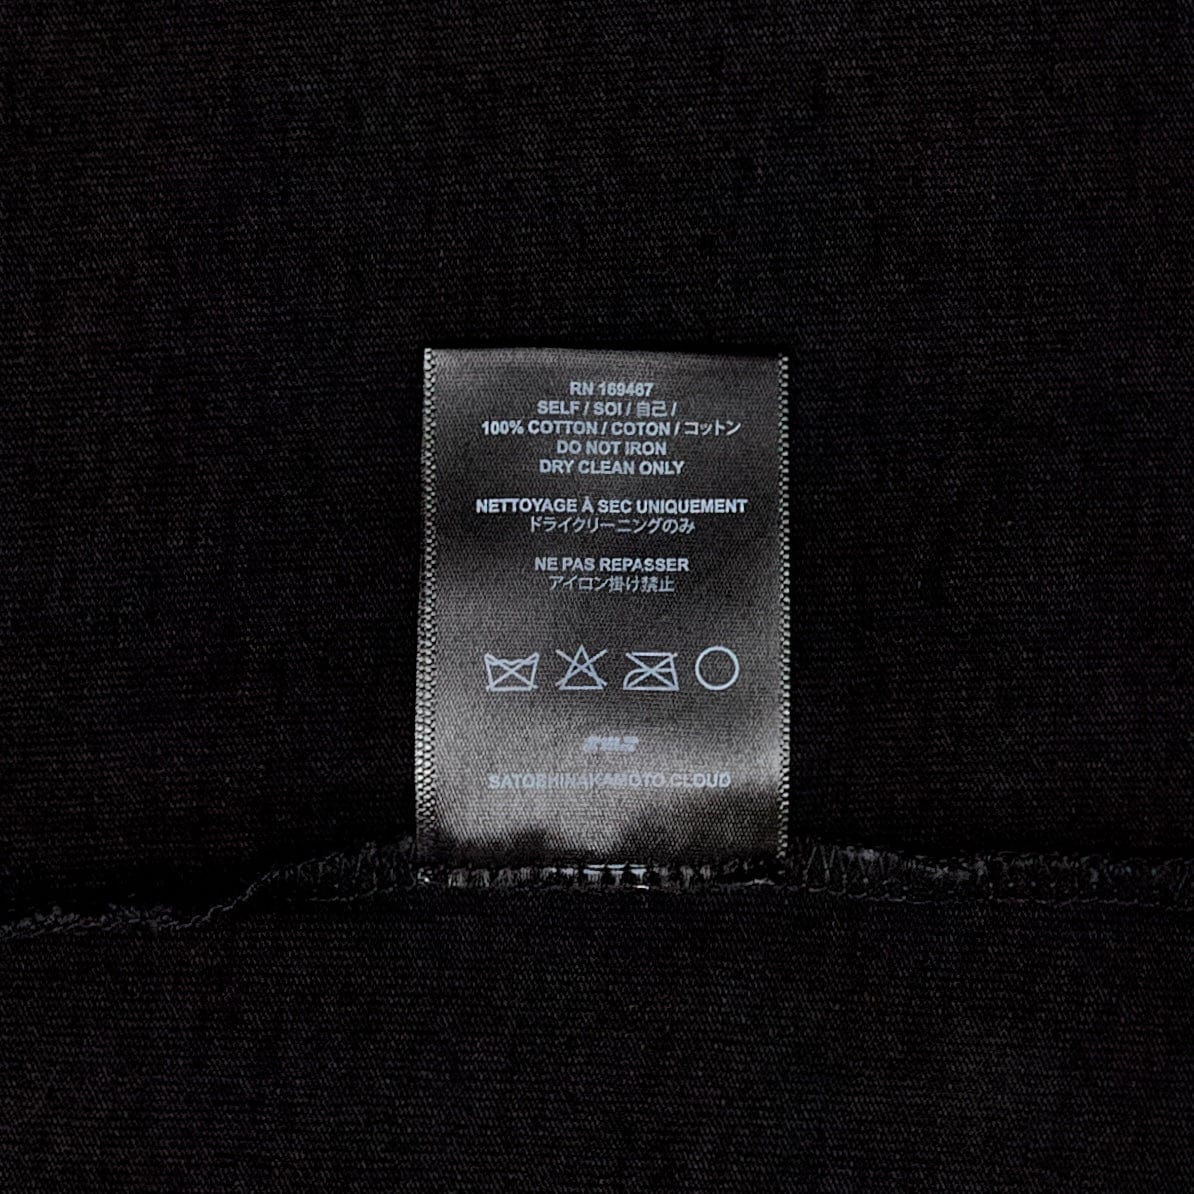 RN 169467
SELF / SOI / 自己 /
100% COTTON / COTON / コットン
DO NOT IRON
DRY CLEAN ONLY
NETTOYAGE À SEC UNIQUEMENT
ドライクリーニングのみ
NE PAS REPASSER
アイロン掛け禁止
SATOSHINAKAMOTO.CLOUD